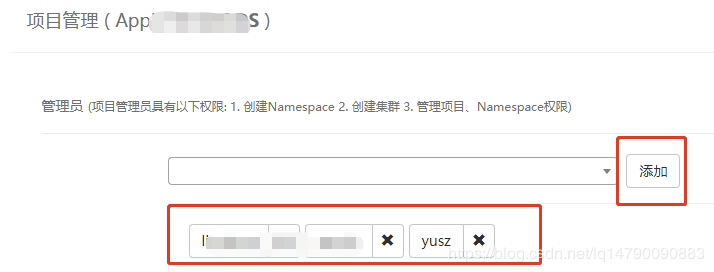 项目管理 ( App S )
管理员 (项目管理员具有以下权限: 1. 创建Namespace 2. 创建集群 3. 管理项目、Namespace权限)
添加
✖ yusz ✖
https://blog.csdn.net/lq14790090883